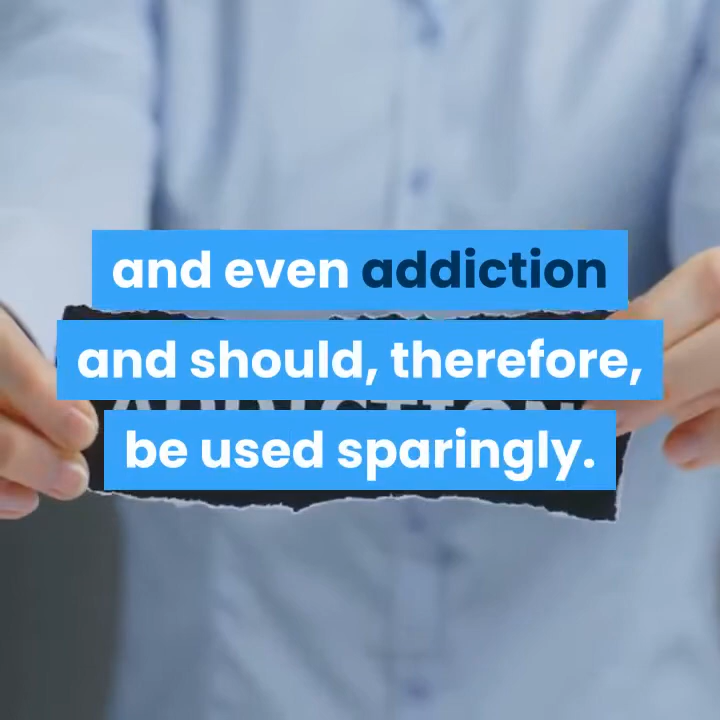 and even addiction
and should, therefore,
be used sparingly.